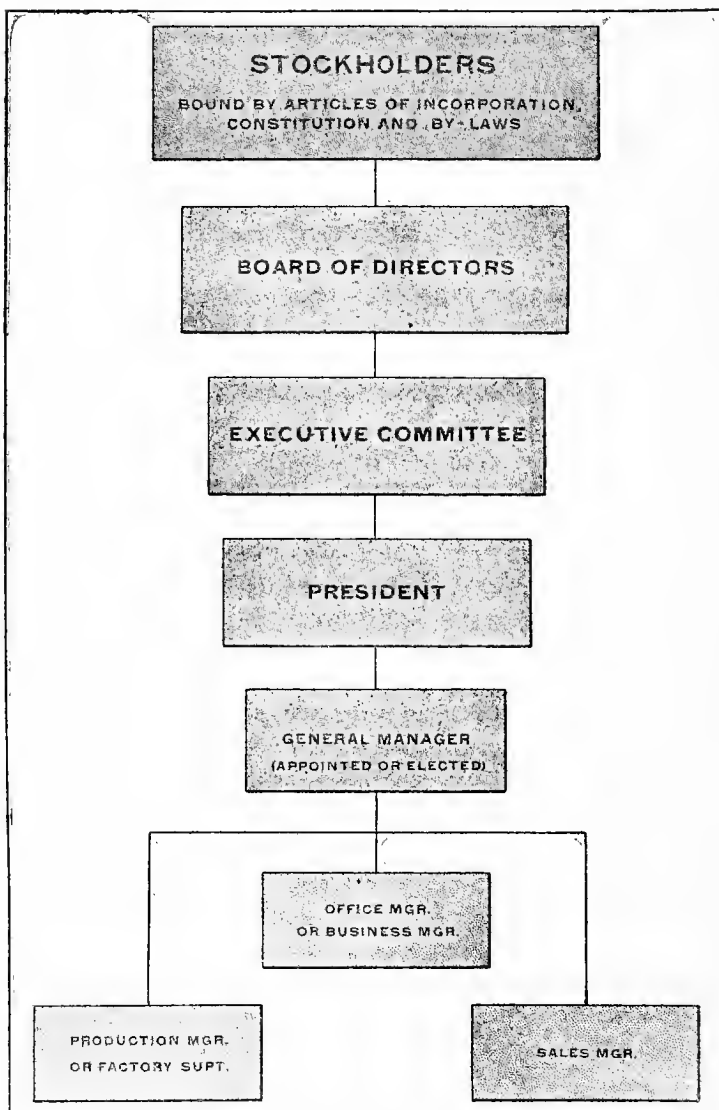 STOCKHOLDERS
BOUND BY ARTICLES OF INCORPORATION,
CONSTITUTION AND BY-LAWS
BOARD OF DIRECTORS
EXECUTIVE COMMITTEE
PRESIDENT
GENERAL MANAGER
(APPOINTED OR ELECTED)
OFFICE MGR.
OR BUSINESS MGR.
PRODUCTION MGR.
OR FACTORY SUPT.
SALES MGR.